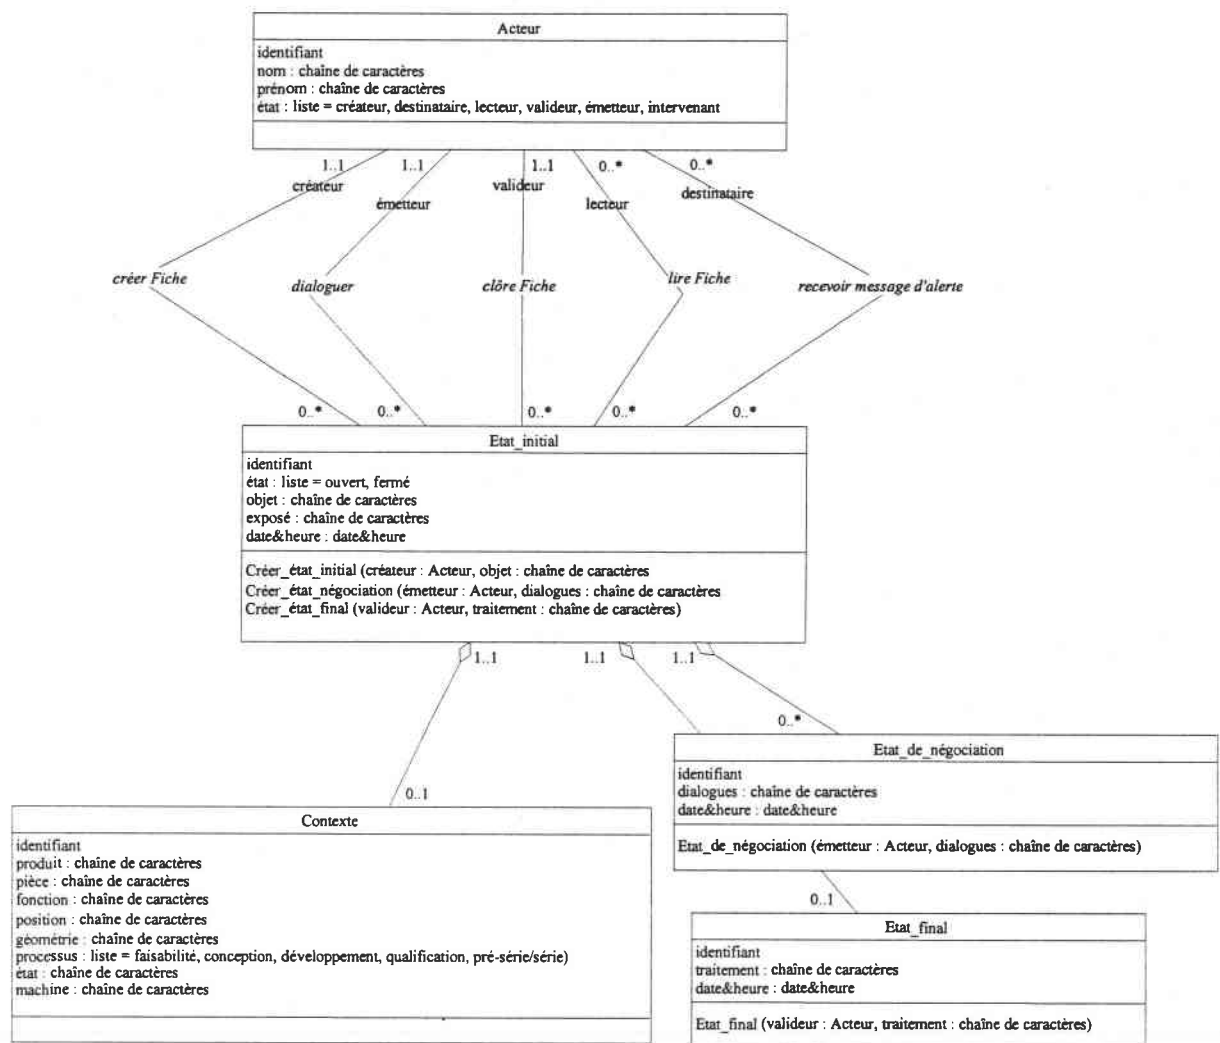 Acteur
identifiant
nom : chaîne de caractères
prénom : chaîne de caractères
état : liste = créateur, destinataire, lecteur, valideur, émetteur, intervenant
1..1
1..1
1..1
0..*
0..*
créateur
émetteur
valideur
lecteur
destinataire
créer Fiche
dialoguer
clôre Fiche
lire Fiche
recevoir message d'alerte
0..*
0..*
0..*
0..*
0..*
Etat_initial
identifiant
état : liste = ouvert, fermé
objet : chaîne de caractères
exposé : chaîne de caractères
date&heure : date&heure
Créer_état_initial (créateur : Acteur, objet : chaîne de caractères
Créer_état_négociation (émetteur : Acteur, dialogues : chaîne de caractères
Créer_état_final (valideur : Acteur, traitement : chaîne de caractères)
1..1
1..1
1..1
0..*
0..1
Etat_de_négociation
identifiant
dialogues : chaîne de caractères
date&heure : date&heure
Etat_de_négociation (émetteur : Acteur, dialogues : chaîne de caractères)
Contexte
identifiant
produit : chaîne de caractères
pièce : chaîne de caractères
fonction : chaîne de caractères
position : chaîne de caractères
géométrie : chaîne de caractères
processus : liste = faisabilité, conception, développement, qualification, pré-série/série)
état : chaîne de caractères
machine : chaîne de caractères
0..1
Etat_final
identifiant
traitement : chaîne de caractères
date&heure : date&heure
Etat_final (valideur : Acteur, traitement : chaîne de caractères)